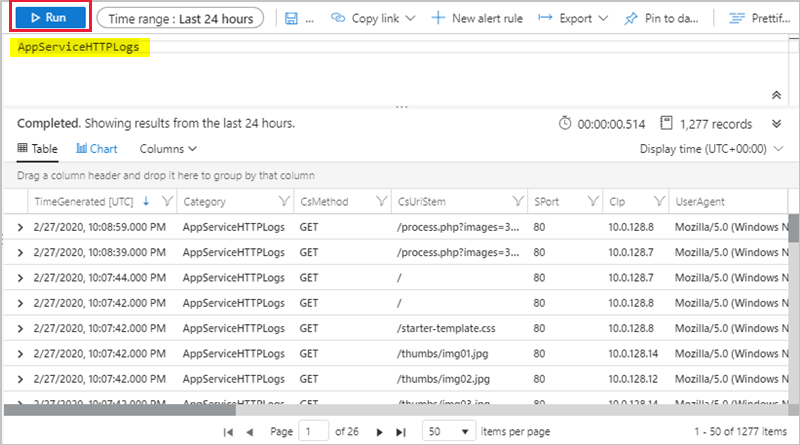 Run Time range : Last 24 hours ... Copy link New alert rule Export Pin to da... Prettif...
AppServiceHTTPLogs
...
Completed. Showing results from the last 24 hours. 00:00:00.514 1,277 records
Table Chart Columns Display time (UTC+00:00)
Drag a column header and drop it here to group by that column
TimeGenerated [UTC] Category CsMethod CsUriStem SPort CIp UserAgent
2/27/2020, 10:08:59.000 PM AppServiceHTTPLogs GET /process.php?images=3... 80 10.0.128.8 Mozilla/5.0 (Windows N
2/27/2020, 10:08:39.000 PM AppServiceHTTPLogs GET /process.php?images=3... 80 10.0.128.7 Mozilla/5.0 (Windows N
2/27/2020, 10:07:44.000 PM AppServiceHTTPLogs GET / 80 10.0.128.7 Mozilla/5.0 (Windows N
2/27/2020, 10:07:42.000 PM AppServiceHTTPLogs GET / 80 10.0.128.8 Mozilla/5.0 (Windows N
2/27/2020, 10:07:42.000 PM AppServiceHTTPLogs GET /starter-template.css 80 10.0.128.8 Mozilla/5.0 (Windows N
2/27/2020, 10:07:42.000 PM AppServiceHTTPLogs GET /thumbs/img01.jpg 80 10.0.128.14 Mozilla/5.0 (Windows N
2/27/2020, 10:07:42.000 PM AppServiceHTTPLogs GET /thumbs/img02.jpg 80 10.0.128.12 Mozilla/5.0 (Windows N
2/27/2020, 10:07:42.000 PM AppServiceHTTPLogs GET /thumbs/img03.jpg 80 10.0.128.14 Mozilla/5.0 (Windows N
Page 1 of 26 50 items per page 1 - 50 of 1277 items